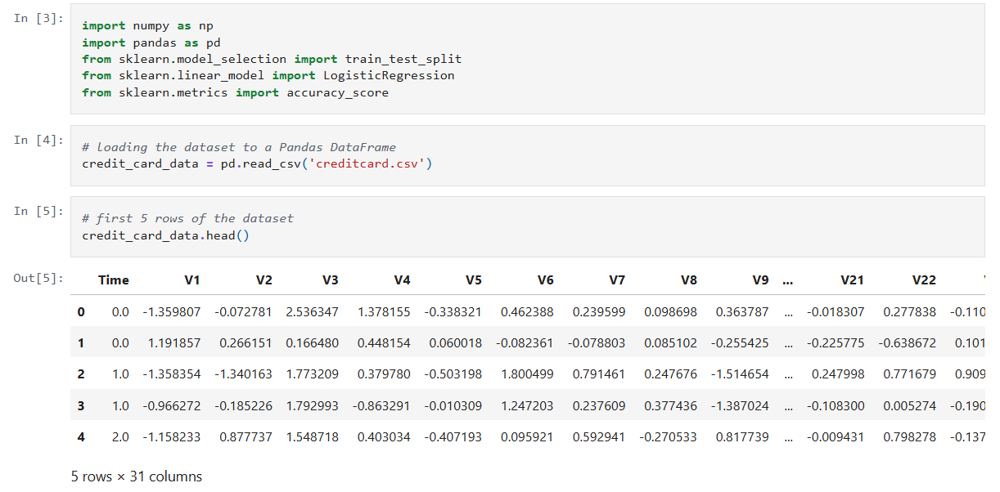 In [3]:
import numpy as np
import pandas as pd
from sklearn.model_selection import train_test_split
from sklearn.linear_model import LogisticRegression
from sklearn.metrics import accuracy_score
In [4]:
# loading the dataset to a Pandas DataFrame
credit_card_data = pd.read_csv('creditcard.csv')
In [5]:
# first 5 rows of the dataset
credit_card_data.head()
Out[5]:
Time V1 V2 V3 V4 V5 V6 V7 V8 V9 ... V21 V22
0 0.0 -1.359807 -0.072781 2.536347 1.378155 -0.338321 0.462388 0.239599 0.098698 0.363787 ... -0.018307 0.277838 -0.110
1 0.0 1.191857 0.266151 0.166480 0.448154 0.060018 -0.082361 -0.078803 0.085102 -0.255425 ... -0.225775 -0.638672 0.101
2 1.0 -1.358354 -1.340163 1.773209 0.379780 -0.503198 1.800499 0.791461 0.247676 -1.514654 ... 0.247998 0.771679 0.909
3 1.0 -0.966272 -0.185226 1.792993 -0.863291 -0.010309 1.247203 0.237609 0.377436 -1.387024 ... -0.108300 0.005274 -0.190
4 2.0 -1.158233 0.877737 1.548718 0.403034 -0.407193 0.095921 0.592941 -0.270533 0.817739 ... -0.009431 0.798278 -0.137
5 rows × 31 columns